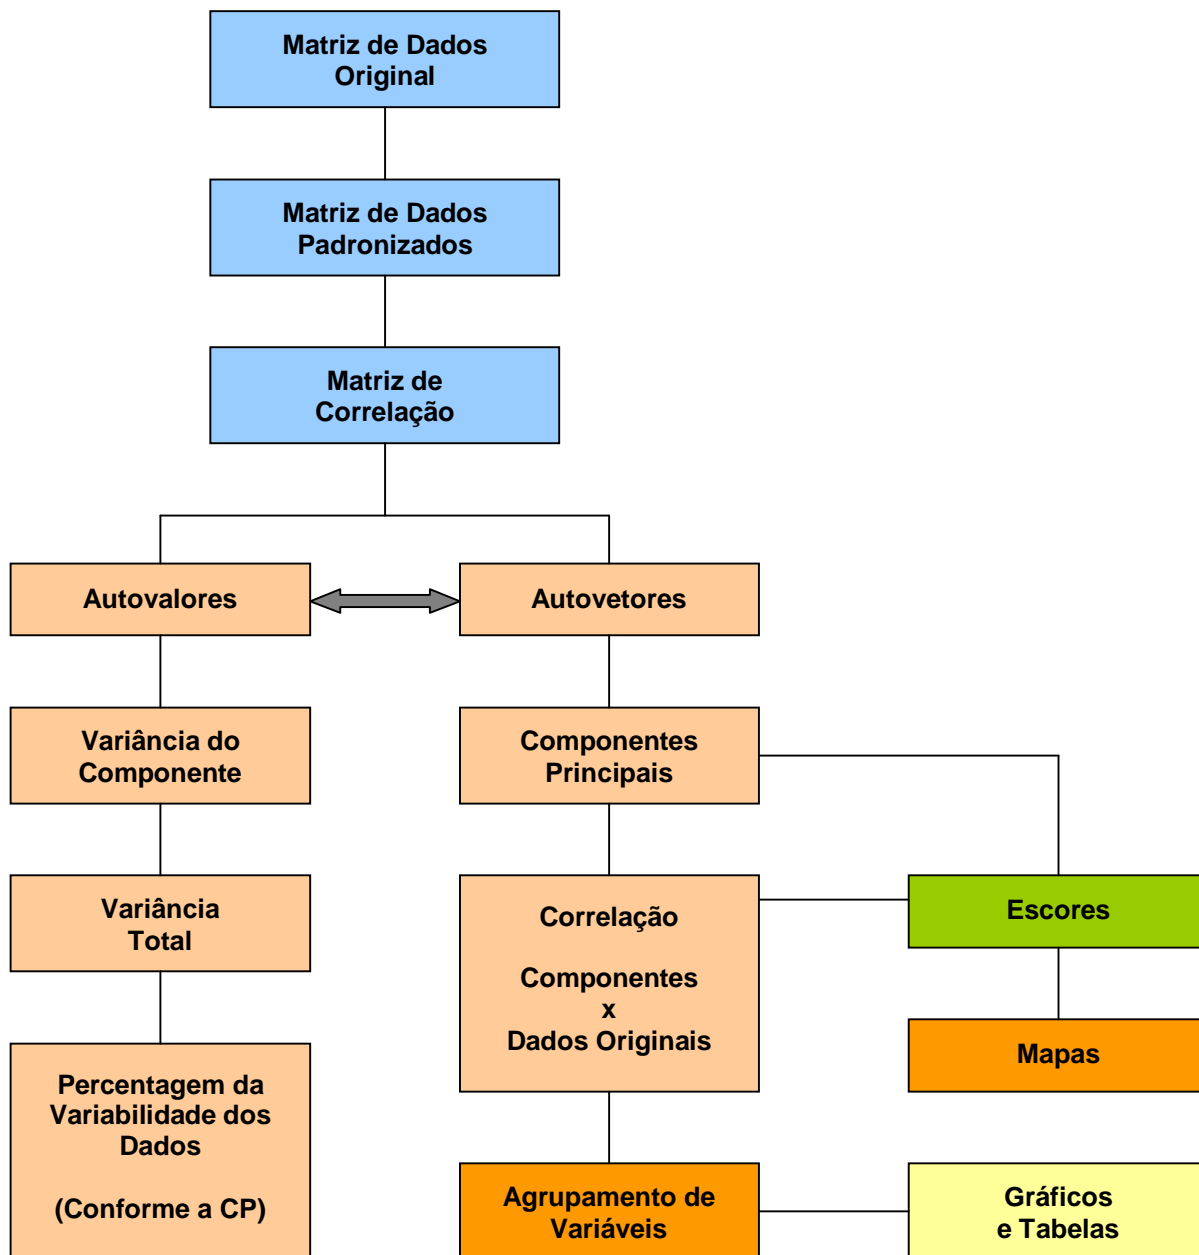 Matriz de Dados
Original
Matriz de Dados
Padronizados
Matriz de
Correlação
Autovalores
Autovetores
Variância do
Componente
Componentes
Principais
Variância
Total
Correlação
Componentes
x
Dados Originais
Escores
Mapas
Percentagem da
Variabilidade dos
Dados
(Conforme a CP)
Agrupamento de
Variáveis
Gráficos
e Tabelas